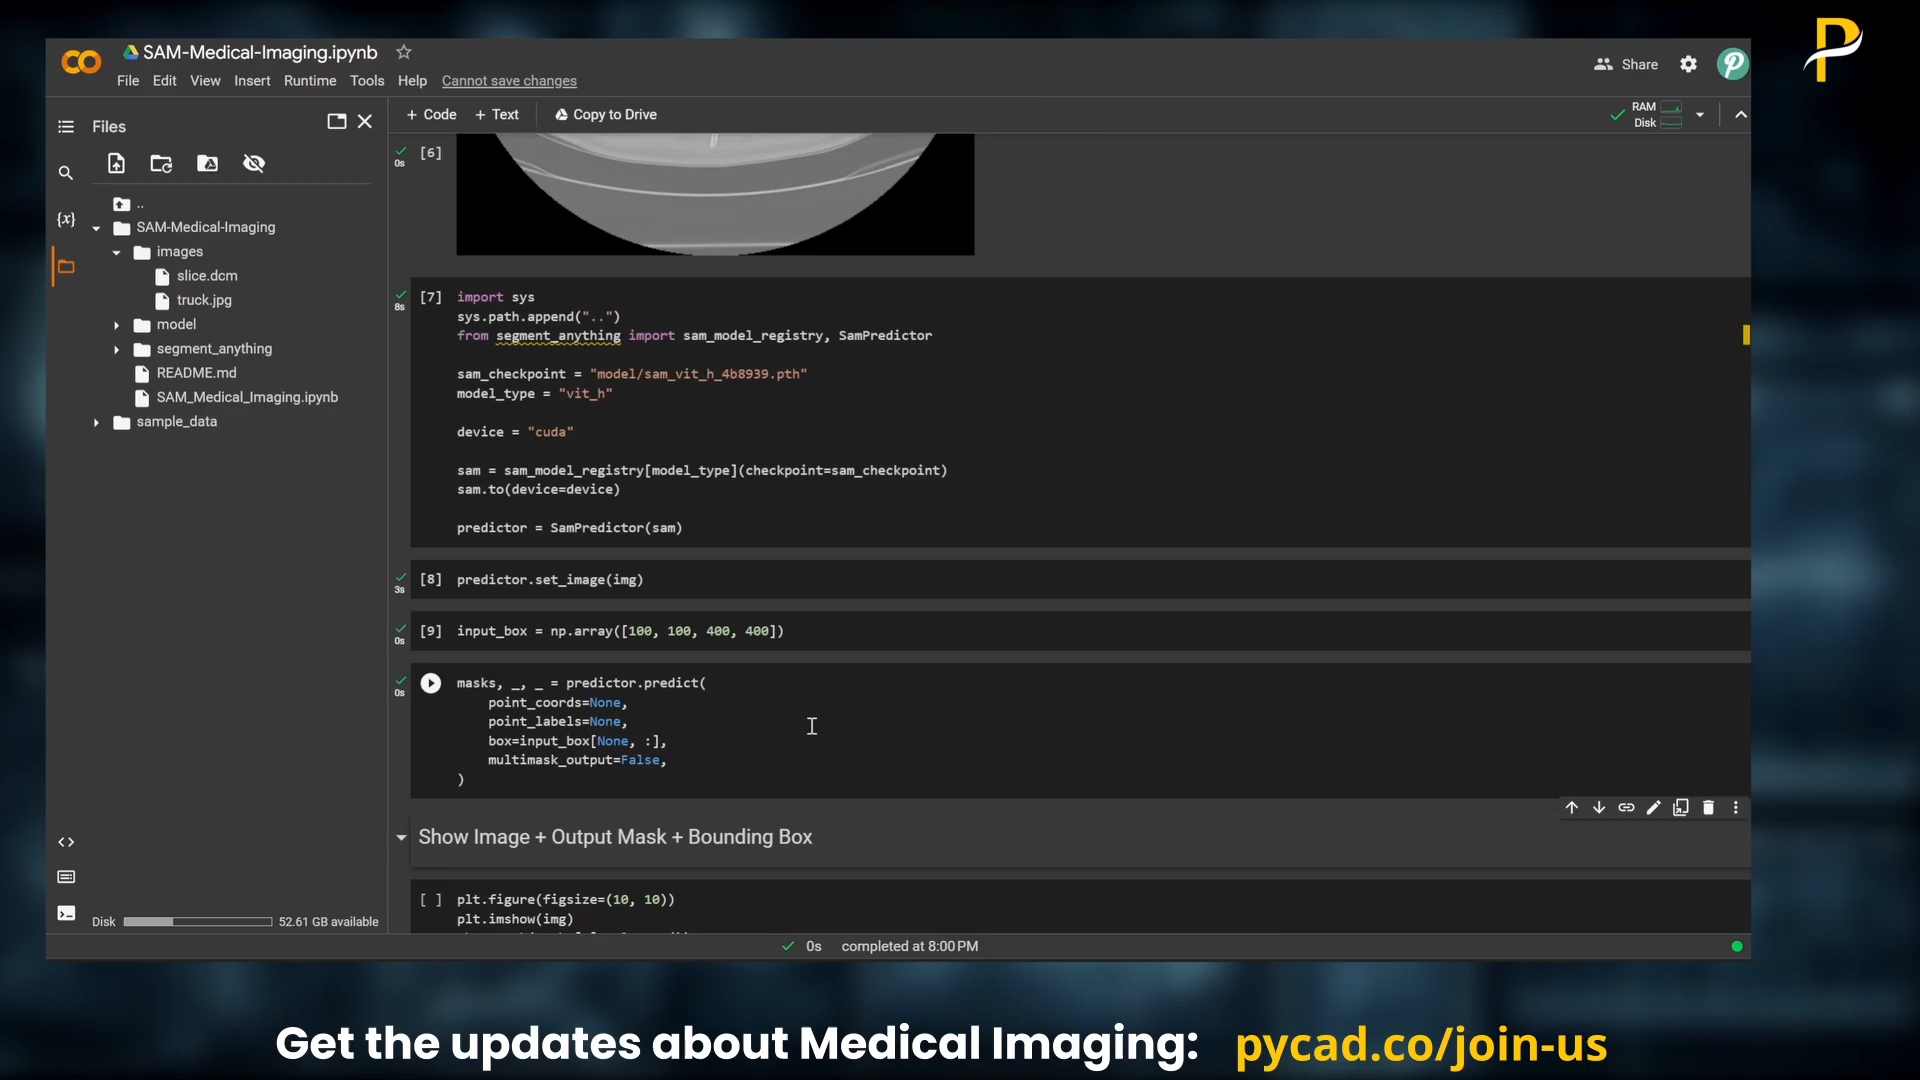 SAM-Medical-Imaging.ipynb
File Edit View Insert Runtime Tools Help Cannot save changes
Share
+ Code + Text Copy to Drive
RAM
Disk
Files
..
SAM-Medical-Imaging
images
slice.dcm
truck.jpg
model
segment_anything
README.md
SAM_Medical_Imaging.ipynb
sample_data
Disk 52.61 GB available
0s [6]
8s [7] import sys
sys.path.append("..")
from segment_anything import sam_model_registry, SamPredictor
sam_checkpoint = "model/sam_vit_h_4b8939.pth"
model_type = "vit_h"
device = "cuda"
sam = sam_model_registry[model_type](checkpoint=sam_checkpoint)
sam.to(device=device)
predictor = SamPredictor(sam)
3s [8] predictor.set_image(img)
0s [9] input_box = np.array([100, 100, 400, 400])
0s masks, _, _ = predictor.predict(
point_coords=None,
point_labels=None,
box=input_box[None, :],
multimask_output=False,
)
Show Image + Output Mask + Bounding Box
[ ] plt.figure(figsize=(10, 10))
plt.imshow(img)
0s completed at 8:00 PM
Get the updates about Medical Imaging: pycad.co/join-us